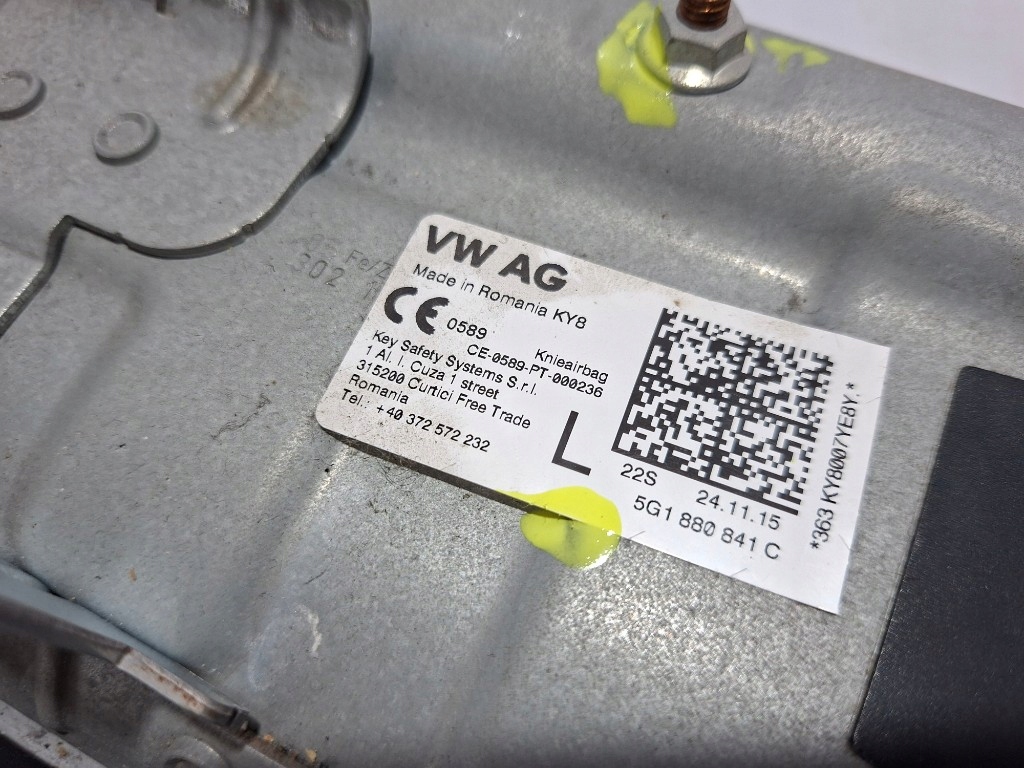 Fe/Z
302
VW AG
Made in Romania KY8
CE 0589
Knieairbag
CE-0589-PT-000236
Key Safety Systems S.r.l.
1 Al. I. Cuza 1 street
315200 Curtici Free Trade
Romania
Tel.: +40 372 572 232
L
22S 24.11.15
5G1 880 841 C
*363 KY8007YE8Y.*